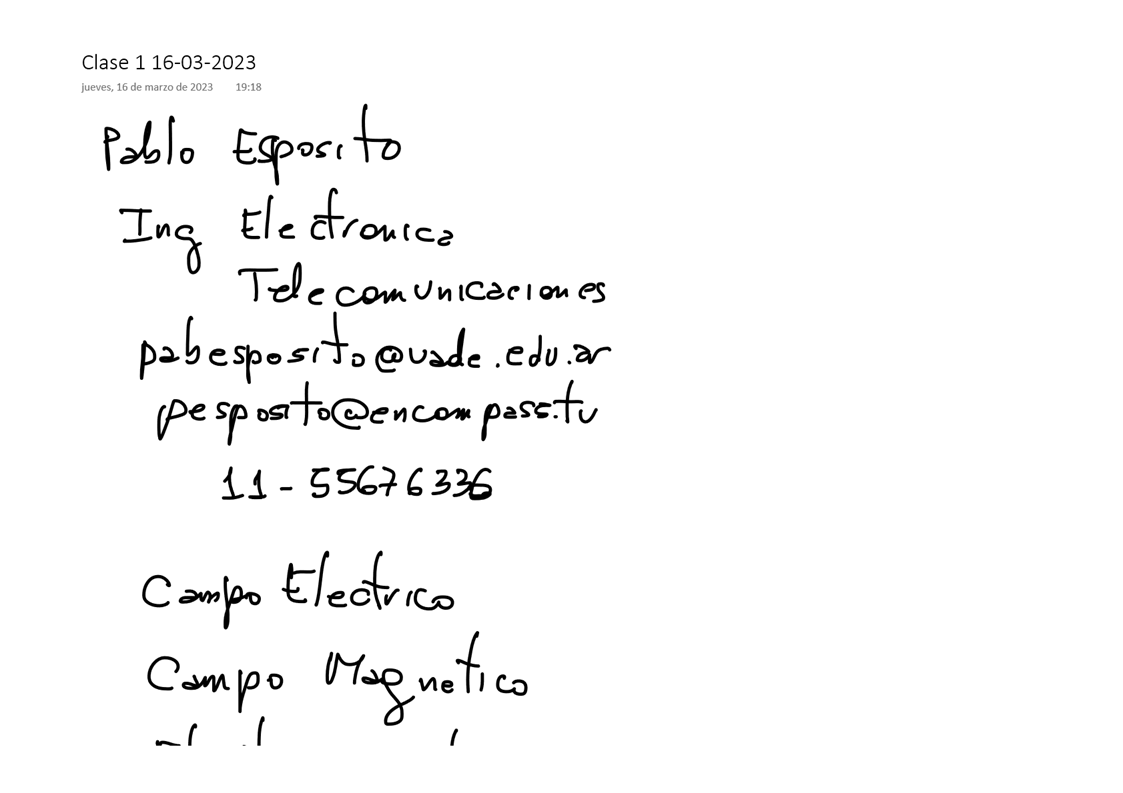 Clase 1 16-03-2023
jueves, 16 de marzo de 2023 19:18
Pablo Esposito
Ing Electronica
Telecomunicaciones
pabesposito@uade.edu.ar
pesposito@encompass.tv
11-55676336
Campo Electrico
Campo Magnetico